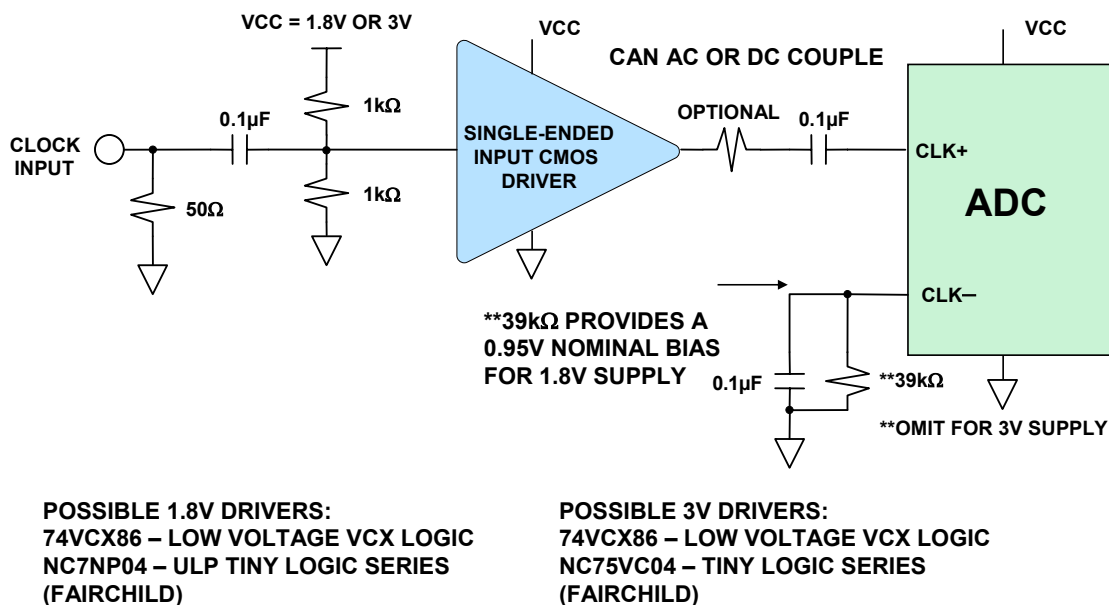 VCC = 1.8V OR 3V
VCC
VCC
CAN AC OR DC COUPLE
1kΩ
0.1µF
OPTIONAL
0.1µF
CLOCK
INPUT
SINGLE-ENDED
INPUT CMOS
DRIVER
CLK+
1kΩ
50Ω
ADC
CLK–
**39kΩ PROVIDES A
0.95V NOMINAL BIAS
FOR 1.8V SUPPLY
0.1µF
**39kΩ
**OMIT FOR 3V SUPPLY
POSSIBLE 1.8V DRIVERS:
74VCX86 – LOW VOLTAGE VCX LOGIC
NC7NP04 – ULP TINY LOGIC SERIES
(FAIRCHILD)
POSSIBLE 3V DRIVERS:
74VCX86 – LOW VOLTAGE VCX LOGIC
NC75VC04 – TINY LOGIC SERIES
(FAIRCHILD)